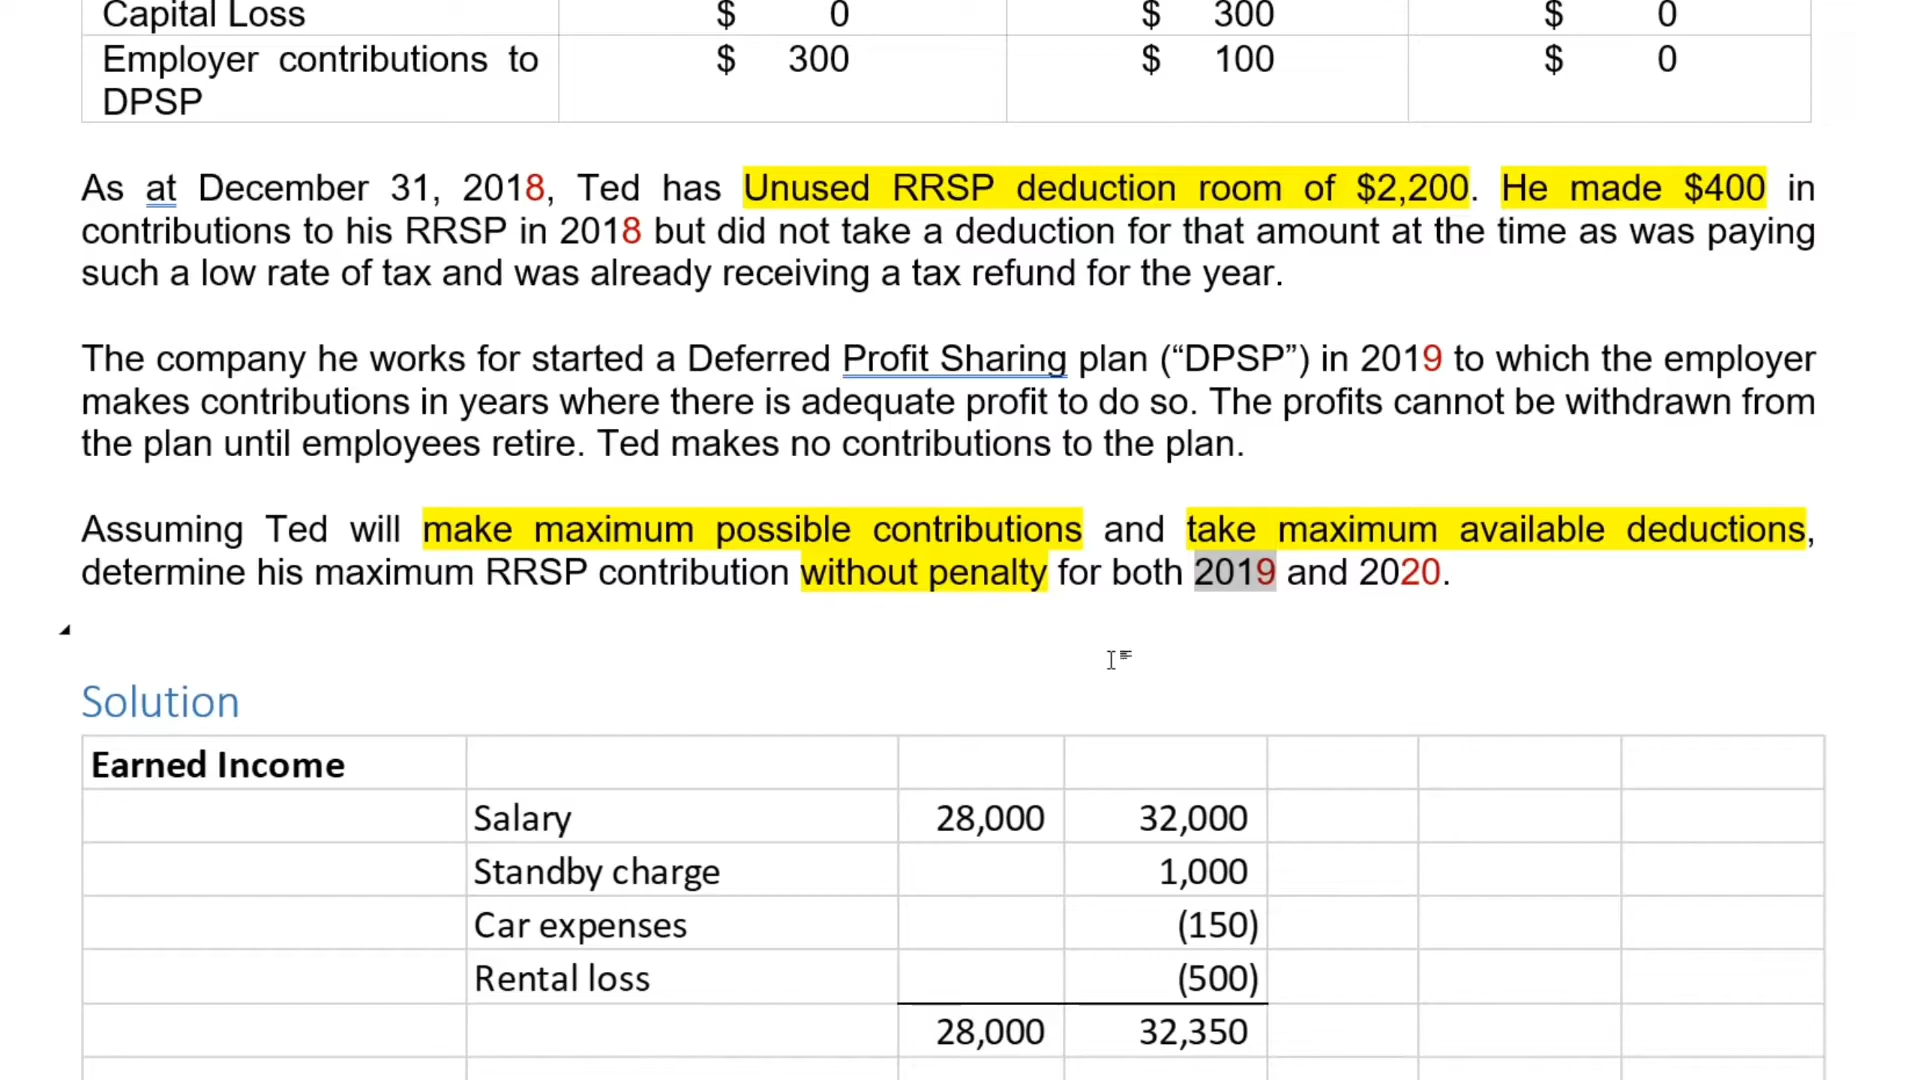 Capital Loss $ 0 $ 300 $ 0
Employer contributions to $ 300 $ 100 $ 0
DPSP
As at December 31, 2018, Ted has Unused RRSP deduction room of $2,200. He made $400 in
contributions to his RRSP in 2018 but did not take a deduction for that amount at the time as was paying
such a low rate of tax and was already receiving a tax refund for the year.
The company he works for started a Deferred Profit Sharing plan (“DPSP”) in 2019 to which the employer
makes contributions in years where there is adequate profit to do so. The profits cannot be withdrawn from
the plan until employees retire. Ted makes no contributions to the plan.
Assuming Ted will make maximum possible contributions and take maximum available deductions,
determine his maximum RRSP contribution without penalty for both 2019 and 2020.
Solution
Earned Income
Salary 28,000 32,000
Standby charge 1,000
Car expenses (150)
Rental loss (500)
28,000 32,350